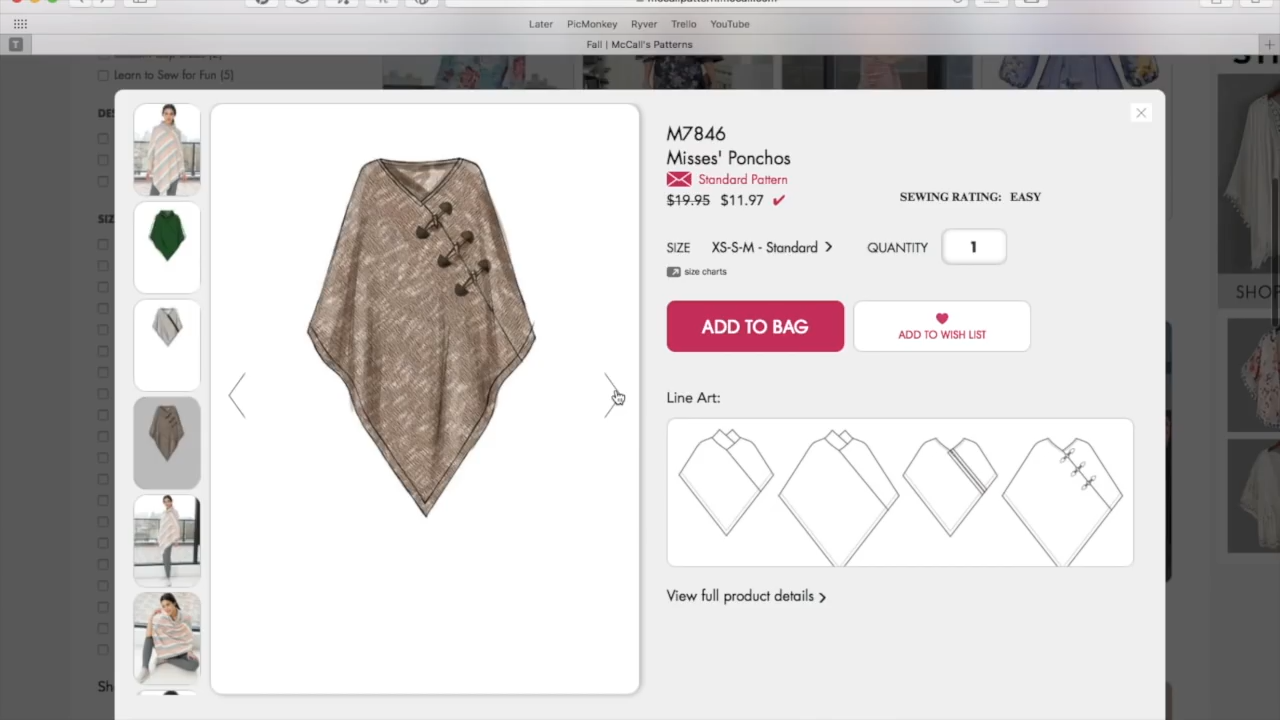 Later PicMonkey Ryver Trello YouTube
T Fall | McCall's Patterns
Learn to Sew for Fun (5)
M7846
Misses' Ponchos
Standard Pattern
$19.95 $11.97
SEWING RATING: EASY
SIZE XS-S-M - Standard QUANTITY 1
size charts
ADD TO BAG
ADD TO WISH LIST
Line Art:
View full product details